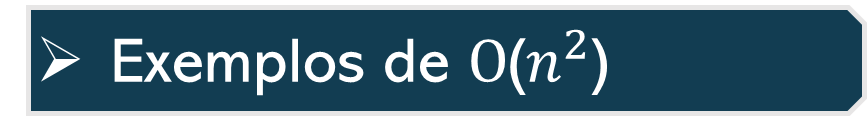 ➢ Exemplos de O(n²)